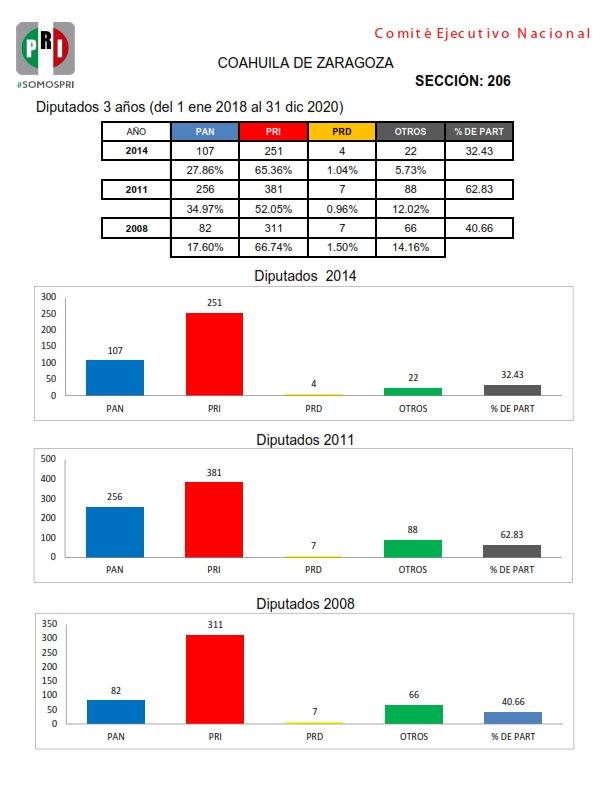 Comité Ejecutivo Nacional
PRI
#SOMOSPRI
COAHUILA DE ZARAGOZA
SECCIÓN: 206
Diputados 3 años (del 1 ene 2018 al 31 dic 2020)
AÑO PAN PRI PRD OTROS % DE PART
2014 107 251 4 22 32.43
27.86% 65.36% 1.04% 5.73%
2011 256 381 7 88 62.83
34.97% 52.05% 0.96% 12.02%
2008 82 311 7 66 40.66
17.60% 66.74% 1.50% 14.16%
Diputados 2014
300
250
200
150
100
50
0
107 251 4 22 32.43
PAN PRI PRD OTROS % DE PART
Diputados 2011
500
400
300
200
100
0
256 381 7 88 62.83
PAN PRI PRD OTROS % DE PART
Diputados 2008
350
300
250
200
150
100
50
0
82 311 7 66 40.66
PAN PRI PRD OTROS % DE PART